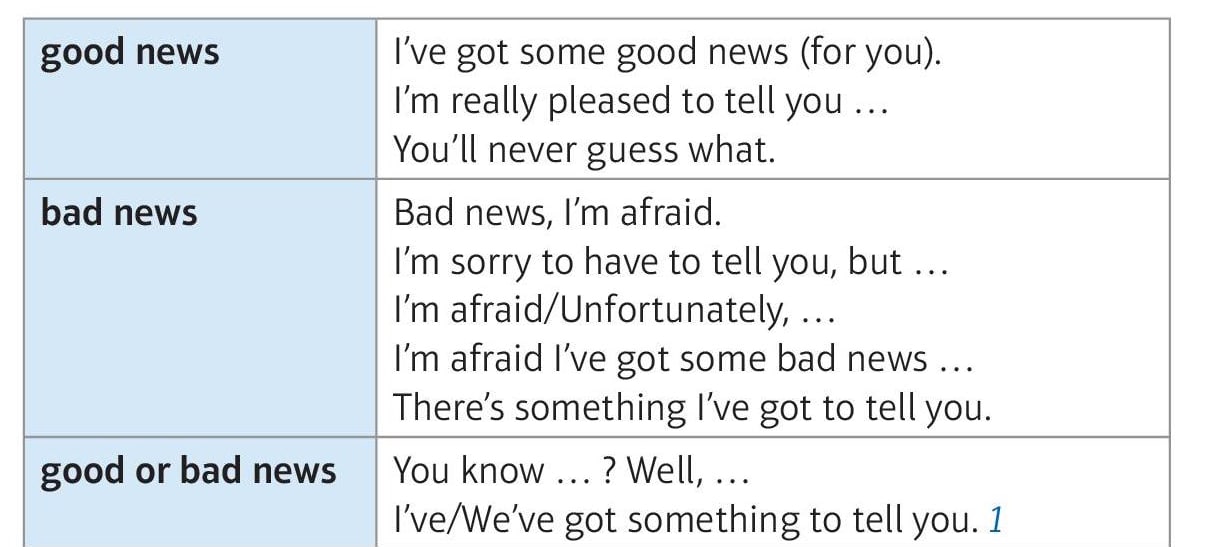 good news
I've got some good news (for you).
I'm really pleased to tell you …
You'll never guess what.
bad news
Bad news, I'm afraid.
I'm sorry to have to tell you, but …
I'm afraid/Unfortunately, …
I'm afraid I've got some bad news …
There's something I've got to tell you.
good or bad news
You know … ? Well, …
I've/We've got something to tell you. 1